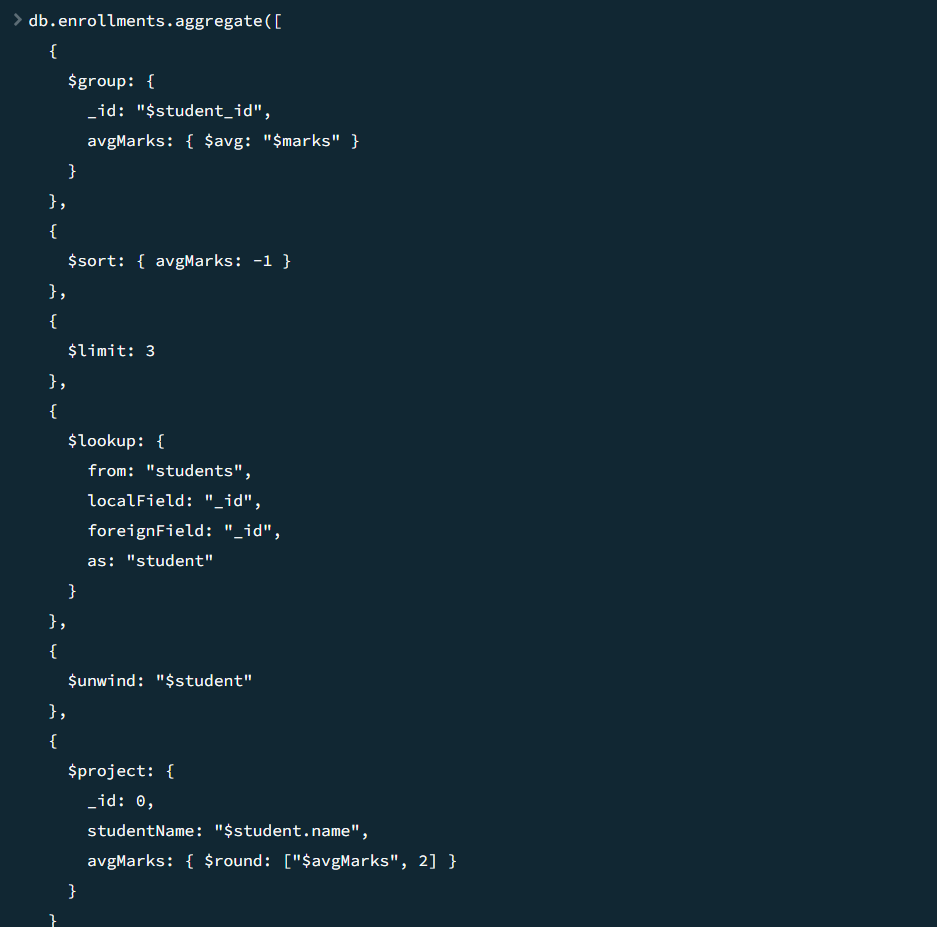 db.enrollments.aggregate([
  {
    $group: {
      _id: "$student_id",
      avgMarks: { $avg: "$marks" }
    }
  },
  {
    $sort: { avgMarks: -1 }
  },
  {
    $limit: 3
  },
  {
    $lookup: {
      from: "students",
      localField: "_id",
      foreignField: "_id",
      as: "student"
    }
  },
  {
    $unwind: "$student"
  },
  {
    $project: {
      _id: 0,
      studentName: "$student.name",
      avgMarks: { $round: ["$avgMarks", 2] }
    }
  }